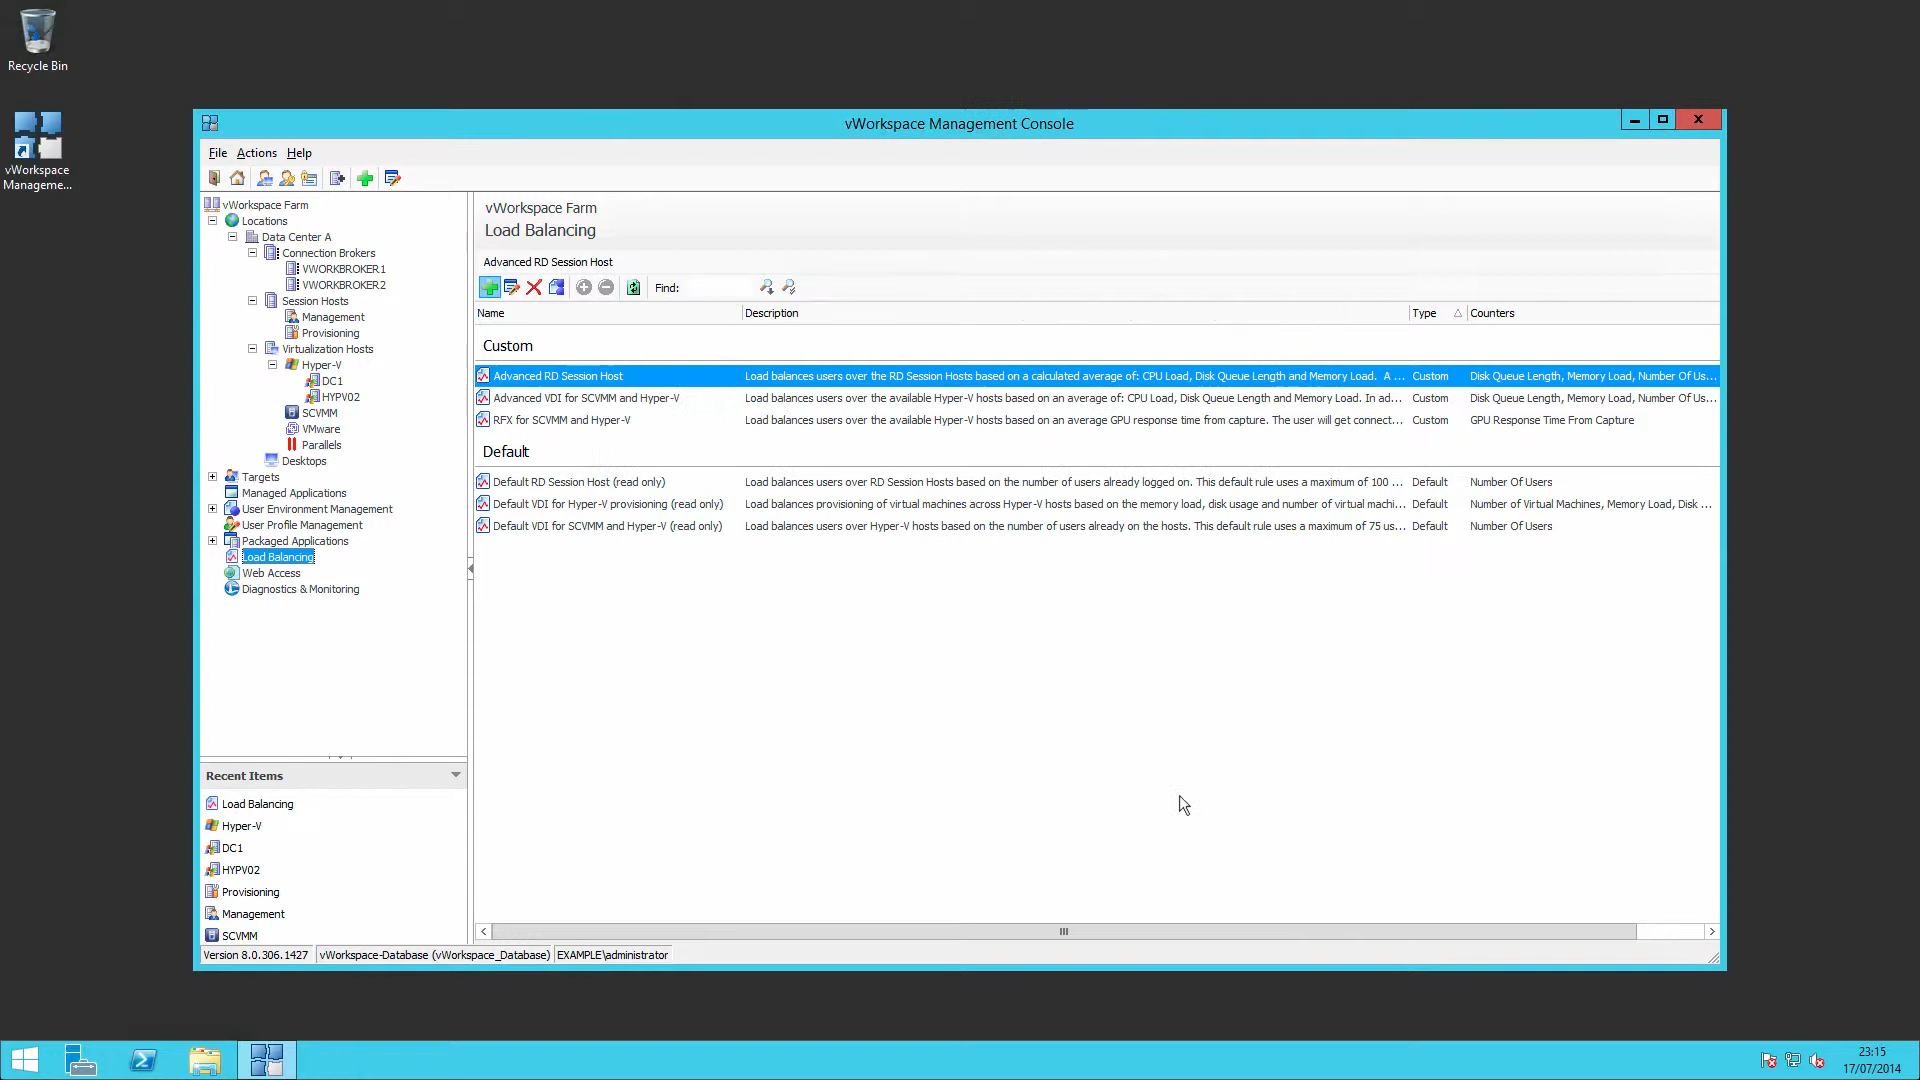 Recycle Bin
vWorkspace
Manageme...
vWorkspace Management Console
File Actions Help
vWorkspace Farm
Locations
Data Center A
Connection Brokers
VWORKBROKER1
VWORKBROKER2
Session Hosts
Management
Provisioning
Virtualization Hosts
Hyper-V
DC1
HYPV02
SCVMM
VMware
Parallels
Desktops
Targets
Managed Applications
User Environment Management
User Profile Management
Packaged Applications
Load Balancing
Web Access
Diagnostics & Monitoring
Recent Items
Load Balancing
Hyper-V
DC1
HYPV02
Provisioning
Management
SCVMM
vWorkspace Farm
Load Balancing
Advanced RD Session Host
Find:
Name Description Type Counters
Custom
Advanced RD Session Host Load balances users over the RD Session Hosts based on a calculated average of: CPU Load, Disk Queue Length and Memory Load. A ... Custom Disk Queue Length, Memory Load, Number Of Us...
Advanced VDI for SCVMM and Hyper-V Load balances users over the available Hyper-V hosts based on an average of: CPU Load, Disk Queue Length and Memory Load. In ad... Custom Disk Queue Length, Memory Load, Number Of Us...
RFX for SCVMM and Hyper-V Load balances users over the available Hyper-V hosts based on an average GPU response time from capture. The user will get connect... Custom GPU Response Time From Capture
Default
Default RD Session Host (read only) Load balances users over RD Session Hosts based on the number of users already logged on. This default rule uses a maximum of 100 ... Default Number Of Users
Default VDI for Hyper-V provisioning (read only) Load balances provisioning of virtual machines across Hyper-V hosts based on the memory load, disk usage and number of virtual machi... Default Number of Virtual Machines, Memory Load, Disk ...
Default VDI for SCVMM and Hyper-V (read only) Load balances users over Hyper-V hosts based on the number of users already on the hosts. This default rule uses a maximum of 75 us... Default Number Of Users
Version 8.0.306.1427 vWorkspace-Database (vWorkspace_Database) EXAMPLE\administrator
23:15
17/07/2014